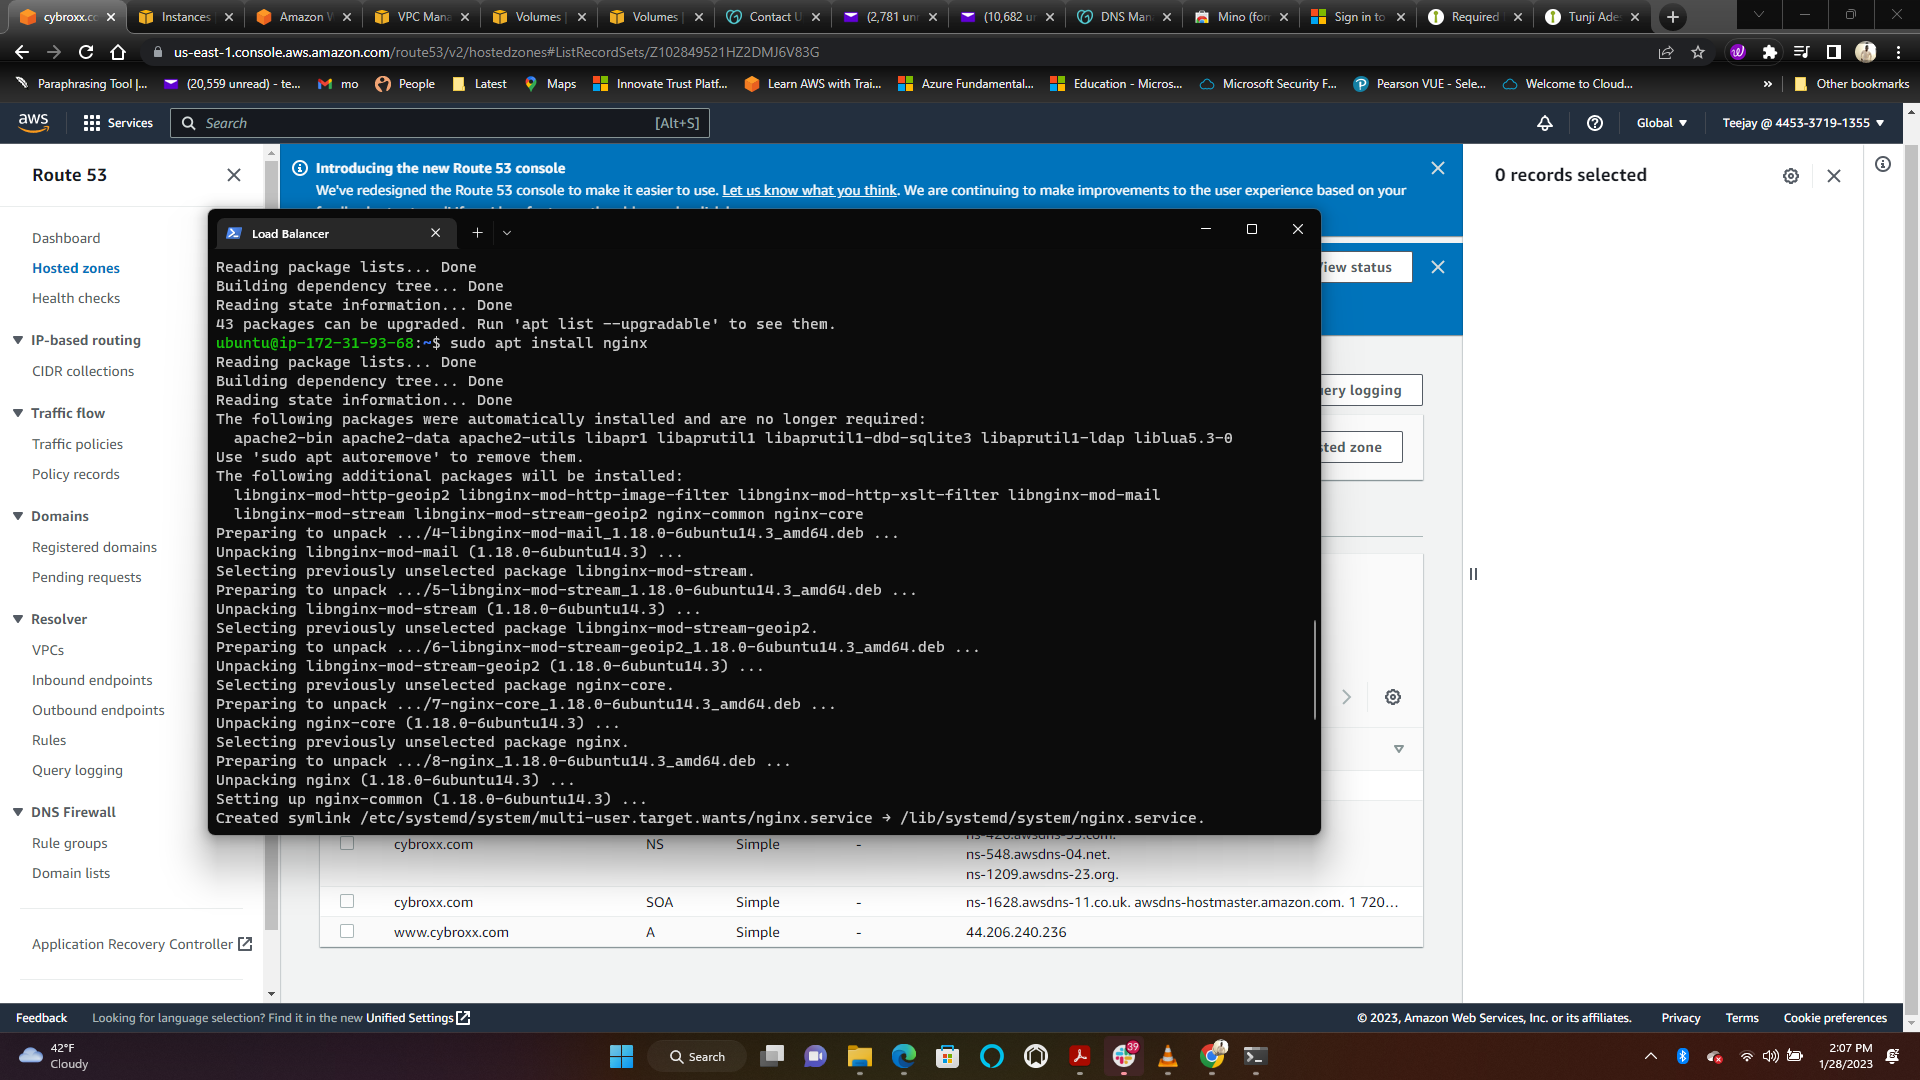 cybroxx.co
Instances
Amazon W
VPC Mana
Volumes |
Volumes |
Contact U
(2,781 unr
(10,682 un
DNS Man
Mino (for
Sign in to
Required
Tunji Ade
us-east-1.console.aws.amazon.com/route53/v2/hostedzones#ListRecordSets/Z102849521HZ2DMJ6V83G
Paraphrasing Tool |...
(20,559 unread) - te...
mo
People
Latest
Maps
Innovate Trust Platf...
Learn AWS with Trai...
Azure Fundamental...
Education - Micros...
Microsoft Security F...
Pearson VUE - Sele...
Welcome to Cloud...
»
Other bookmarks
aws
Services
Search
[Alt+S]
Global
Teejay @ 4453-3719-1355
Route 53
Introducing the new Route 53 console
We've redesigned the Route 53 console to make it easier to use. Let us know what you think. We are continuing to make improvements to the user experience based on your
0 records selected
Dashboard
Hosted zones
Health checks
IP-based routing
CIDR collections
Traffic flow
Traffic policies
Policy records
Domains
Registered domains
Pending requests
Resolver
VPCs
Inbound endpoints
Outbound endpoints
Rules
Query logging
DNS Firewall
Rule groups
Domain lists
Application Recovery Controller
Load Balancer
Reading package lists... Done
Building dependency tree... Done
Reading state information... Done
43 packages can be upgraded. Run 'apt list --upgradable' to see them.
ubuntu@ip-172-31-93-68:~$ sudo apt install nginx
Reading package lists... Done
Building dependency tree... Done
Reading state information... Done
The following packages were automatically installed and are no longer required:
apache2-bin apache2-data apache2-utils libapr1 libaprutil1 libaprutil1-dbd-sqlite3 libaprutil1-ldap liblua5.3-0
Use 'sudo apt autoremove' to remove them.
The following additional packages will be installed:
libnginx-mod-http-geoip2 libnginx-mod-http-image-filter libnginx-mod-http-xslt-filter libnginx-mod-mail
libnginx-mod-stream libnginx-mod-stream-geoip2 nginx-common nginx-core
Preparing to unpack .../4-libnginx-mod-mail_1.18.0-6ubuntu14.3_amd64.deb ...
Unpacking libnginx-mod-mail (1.18.0-6ubuntu14.3) ...
Selecting previously unselected package libnginx-mod-stream.
Preparing to unpack .../5-libnginx-mod-stream_1.18.0-6ubuntu14.3_amd64.deb ...
Unpacking libnginx-mod-stream (1.18.0-6ubuntu14.3) ...
Selecting previously unselected package libnginx-mod-stream-geoip2.
Preparing to unpack .../6-libnginx-mod-stream-geoip2_1.18.0-6ubuntu14.3_amd64.deb ...
Unpacking libnginx-mod-stream-geoip2 (1.18.0-6ubuntu14.3) ...
Selecting previously unselected package nginx-core.
Preparing to unpack .../7-nginx-core_1.18.0-6ubuntu14.3_amd64.deb ...
Unpacking nginx-core (1.18.0-6ubuntu14.3) ...
Selecting previously unselected package nginx.
Preparing to unpack .../8-nginx_1.18.0-6ubuntu14.3_amd64.deb ...
Unpacking nginx (1.18.0-6ubuntu14.3) ...
Setting up nginx-common (1.18.0-6ubuntu14.3) ...
Created symlink /etc/systemd/system/multi-user.target.wants/nginx.service → /lib/systemd/system/nginx.service.
iew status
ery logging
sted zone
cybroxx.com NS Simple -
ns-548.awsdns-04.net.
ns-1209.awsdns-23.org.
cybroxx.com SOA Simple - ns-1628.awsdns-11.co.uk. awsdns-hostmaster.amazon.com. 1 720...
www.cybroxx.com A Simple - 44.206.240.236
Feedback
Looking for language selection? Find it in the new Unified Settings
© 2023, Amazon Web Services, Inc. or its affiliates.
Privacy
Terms
Cookie preferences
42°F
Cloudy
Search
39
2:07 PM
1/28/2023